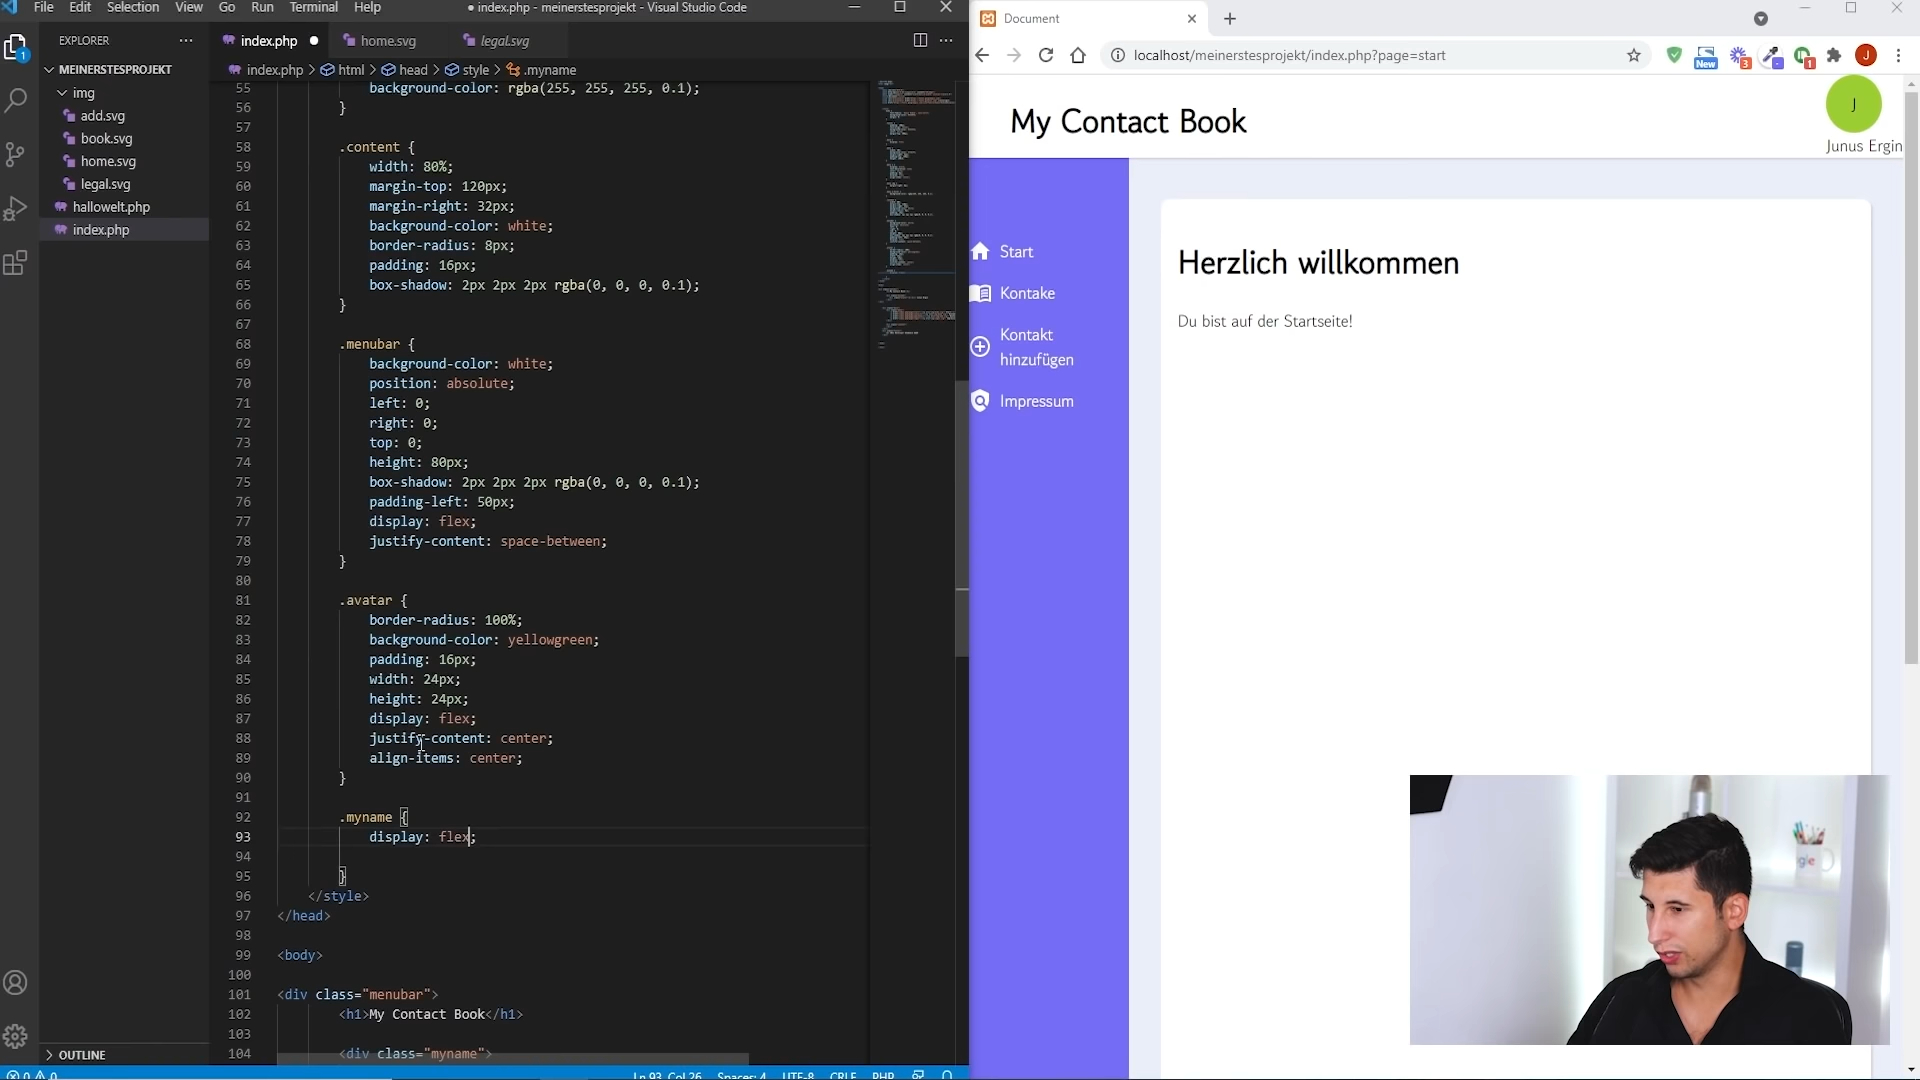 File Edit Selection View Go Run Terminal Help
● index.php - meinerstesprojekt - Visual Studio Code
Document
EXPLORER
index.php
home.svg
legal.svg
localhost/meinerstesprojekt/index.php?page=start
New
3
1
J
1
MEINERSTESPROJEKT
index.php > html > head > style > .myname
img
add.svg
book.svg
home.svg
legal.svg
hallowelt.php
index.php
55 background-color: rgba(255, 255, 255, 0.1);
56 }
57
58 .content {
59 width: 80%;
60 margin-top: 120px;
61 margin-right: 32px;
62 background-color: white;
63 border-radius: 8px;
64 padding: 16px;
65 box-shadow: 2px 2px 2px rgba(0, 0, 0, 0.1);
66 }
67
68 .menubar {
69 background-color: white;
70 position: absolute;
71 left: 0;
72 right: 0;
73 top: 0;
74 height: 80px;
75 box-shadow: 2px 2px 2px rgba(0, 0, 0, 0.1);
76 padding-left: 50px;
77 display: flex;
78 justify-content: space-between;
79 }
80
81 .avatar {
82 border-radius: 100%;
83 background-color: yellowgreen;
84 padding: 16px;
85 width: 24px;
86 height: 24px;
87 display: flex;
88 justify-content: center;
89 align-items: center;
90 }
91
92 .myname {
93 display: flex;
94
95 }
96 </style>
97 </head>
98
99 <body>
100
101 <div class="menubar">
102 <h1>My Contact Book</h1>
103
104 <div class="myname">
OUTLINE
0 0
Ln 93, Col 26 Spaces: 4 UTF-8 CRLF PHP
My Contact Book
J
Junus Ergin
Start
Kontake
Kontakt
hinzufügen
Impressum
Herzlich willkommen
Du bist auf der Startseite!